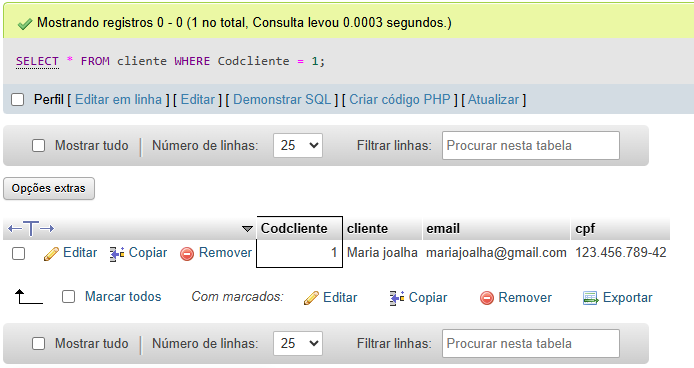 Mostrando registros 0 - 0 (1 no total, Consulta levou 0.0003 segundos.)
SELECT * FROM cliente WHERE Codcliente = 1;
Perfil [ Editar em linha ] [ Editar ] [ Demonstrar SQL ] [ Criar código PHP ] [ Atualizar ]
Mostrar tudo | Número de linhas: 25 Filtrar linhas: Procurar nesta tabela
Opções extras
←T→ Codcliente cliente email cpf
Editar Copiar Remover 1 Maria joalha mariajoalha@gmail.com 123.456.789-42
Marcar todos Com marcados: Editar Copiar Remover Exportar
Mostrar tudo | Número de linhas: 25 Filtrar linhas: Procurar nesta tabela